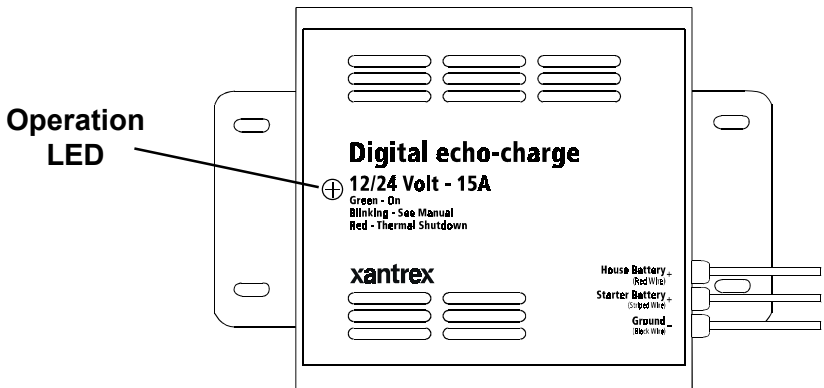 Operation
LED
Digital echo-charge
12/24 Volt - 15A
Green - On
Blinking - See Manual
Red - Thermal Shutdown
xantrex
House Battery +
(Red Wire)
Starter Battery +
(Striped Wire)
Ground -
(Black Wire)